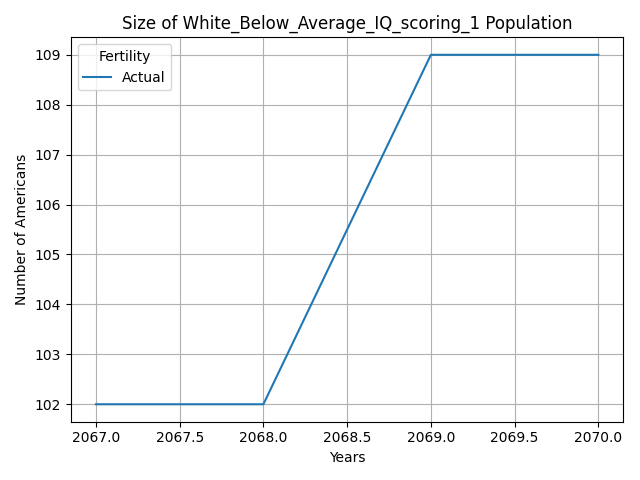 Size of White_Below_Average_IQ_scoring_1 Population
Fertility
Actual
Number of Americans
109
108
107
106
105
104
103
102
2067.0 2067.5 2068.0 2068.5 2069.0 2069.5 2070.0
Years